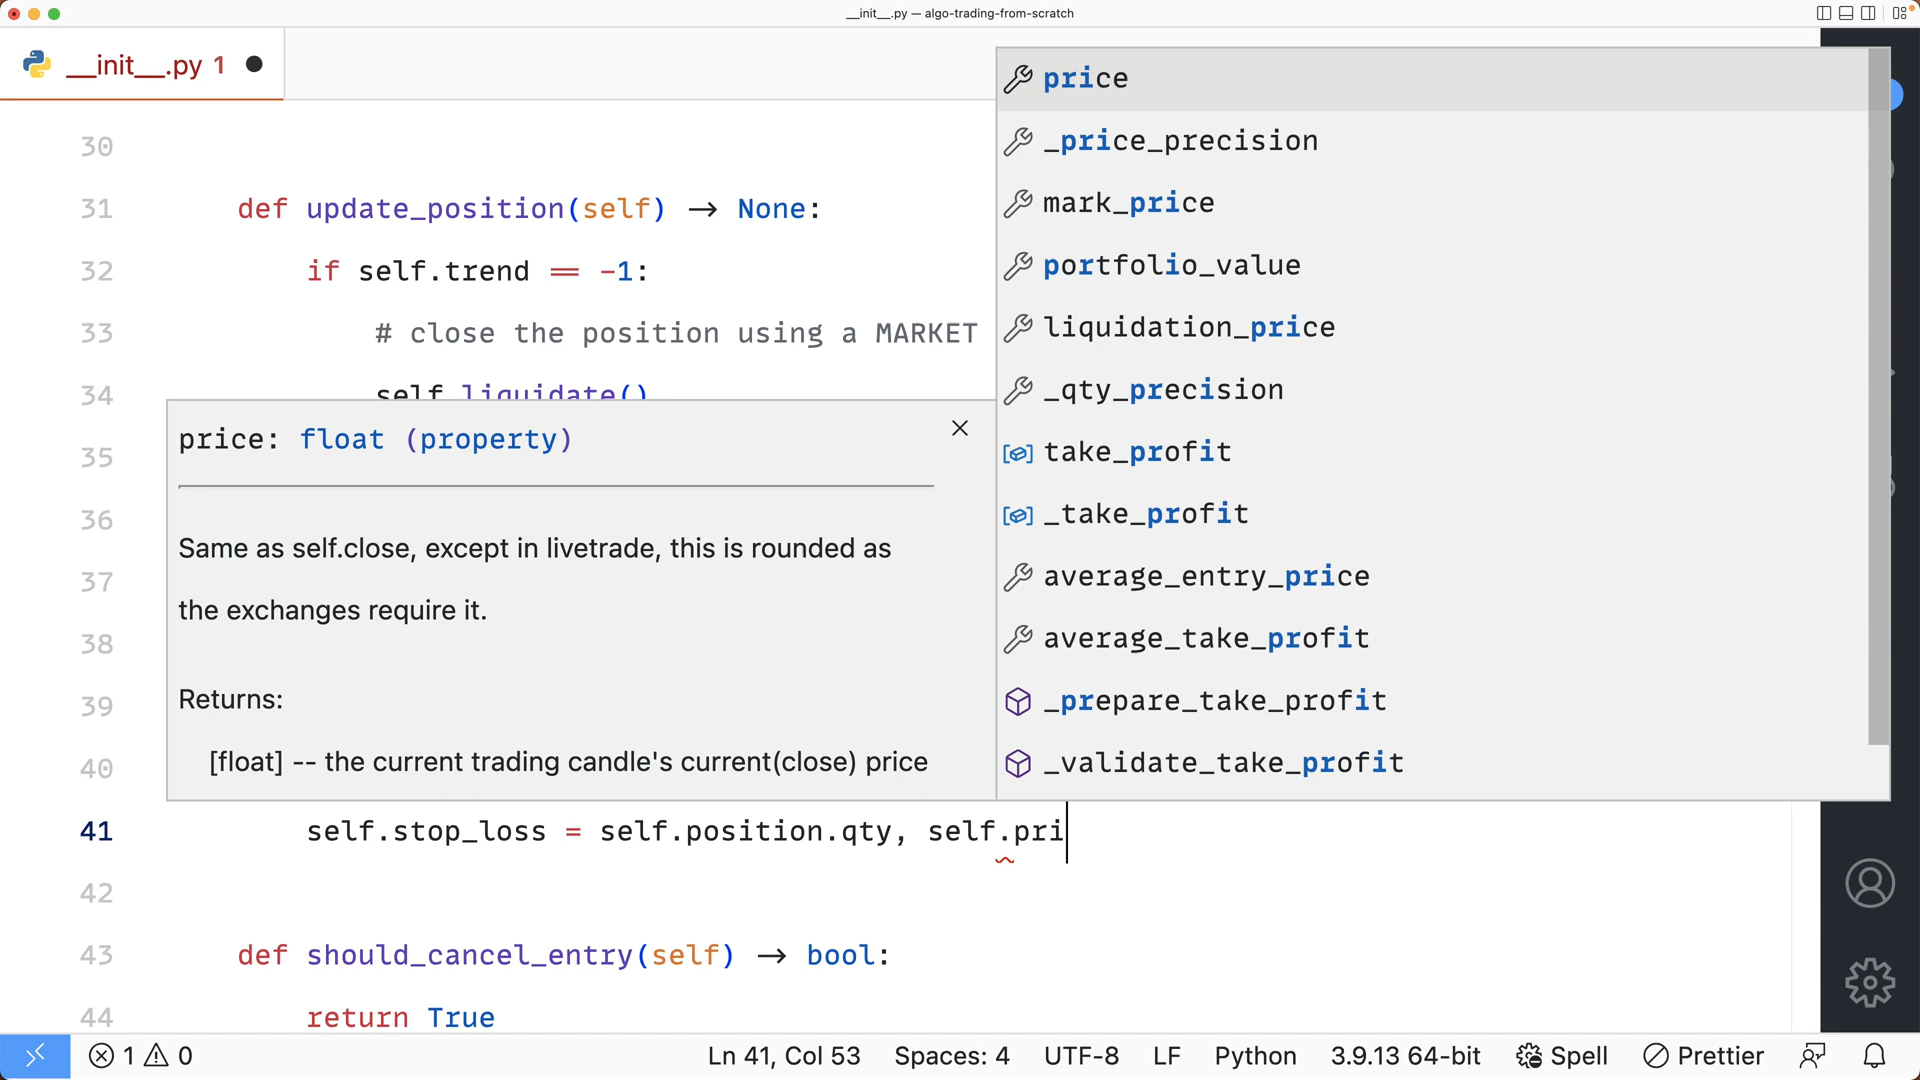 __init__.py — algo-trading-from-scratch
__init__.py 1
30
31 def update_position(self) → None:
32 if self.trend == -1:
33 # close the position using a MARKET
34 self.liquidate()
35
36
37
38
39
40
41 self.stop_loss = self.position.qty, self.pri
42
43 def should_cancel_entry(self) → bool:
44 return True
price: float (property)
Same as self.close, except in livetrade, this is rounded as
the exchanges require it.
Returns:
[float] -- the current trading candle's current(close) price
price
_price_precision
mark_price
portfolio_value
liquidation_price
_qty_precision
take_profit
_take_profit
average_entry_price
average_take_profit
_prepare_take_profit
_validate_take_profit
1 0 Ln 41, Col 53 Spaces: 4 UTF-8 LF Python 3.9.13 64-bit Spell Prettier